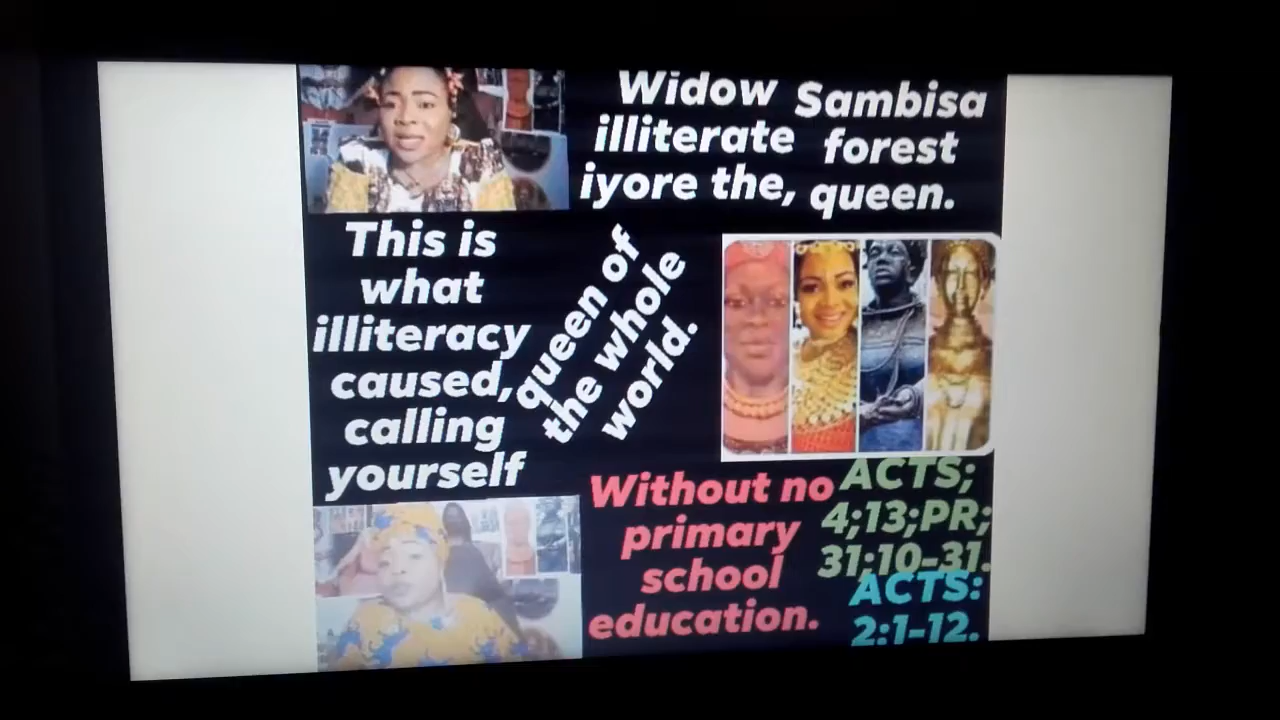 Widow
illiterate
iyore the,
Sambisa
forest
queen.
This is
what
illiteracy
caused,
calling
yourself
queen of
the whole
world.
Without no
primary
school
education.
ACTS;
4;13;PR;
31:10-31.
ACTS:
2:1-12.